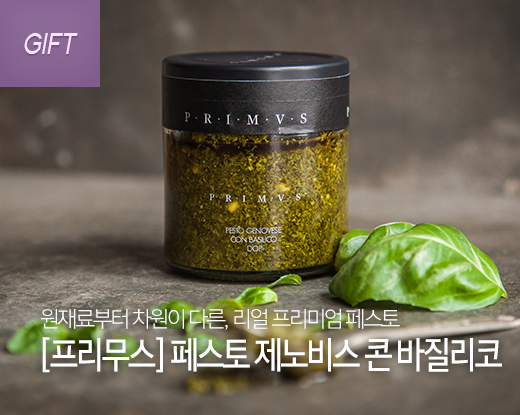 GIFT
P·R·I·M·V·S
PRIMVS
PESTO GENOVESE
CON BASILICO
DOP
원재료부터 차원이 다른, 리얼 프리미엄 페스토
[프리무스] 페스토 제노비스 콘 바질리코